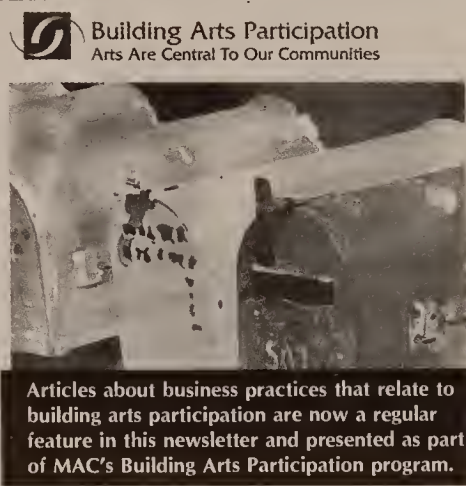 Building Arts Participation
Arts Are Central To Our Communities
Articles about business practices that relate to
building arts participation are now a regular
feature in this newsletter and presented as part
of MAC's Building Arts Participation program.